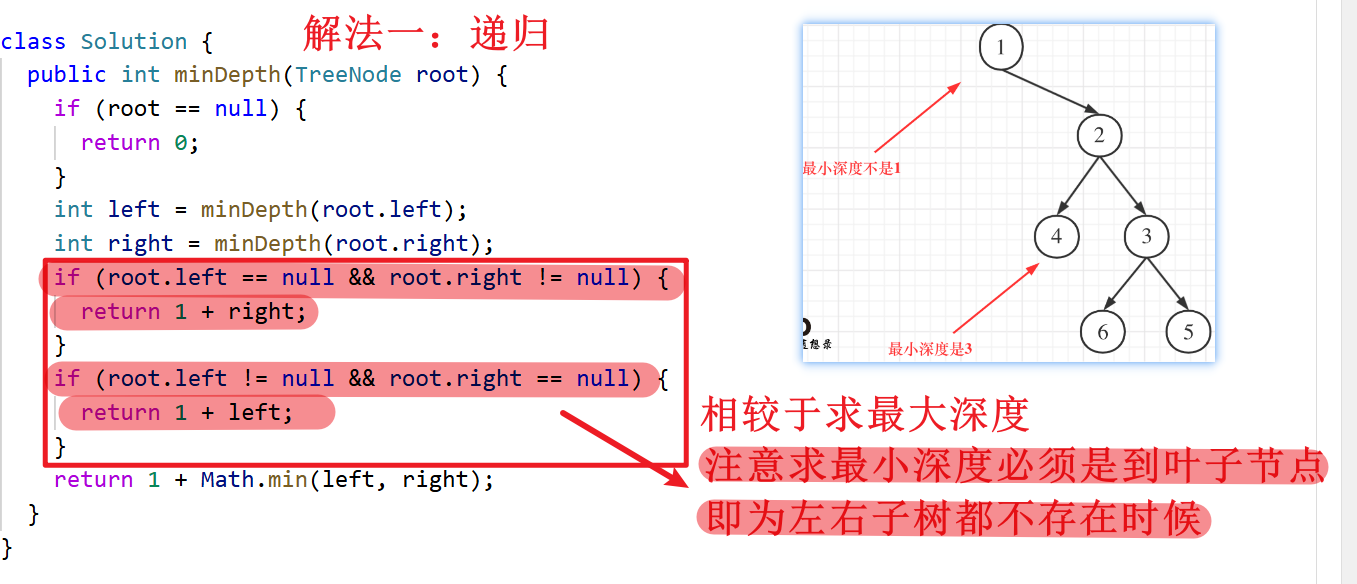 解法一：递归
class Solution {
public int minDepth(TreeNode root) {
if (root == null) {
return 0;
}
int left = minDepth(root.left);
int right = minDepth(root.right);
if (root.left == null && root.right != null) {
return 1 + right;
}
if (root.left != null && root.right == null) {
return 1 + left;
}
return 1 + Math.min(left, right);
}
}
1
2
最小深度不是1
4
3
6
5
最小深度是3
相较于求最大深度
注意求最小深度必须是到叶子节点
即为左右子树都不存在时候